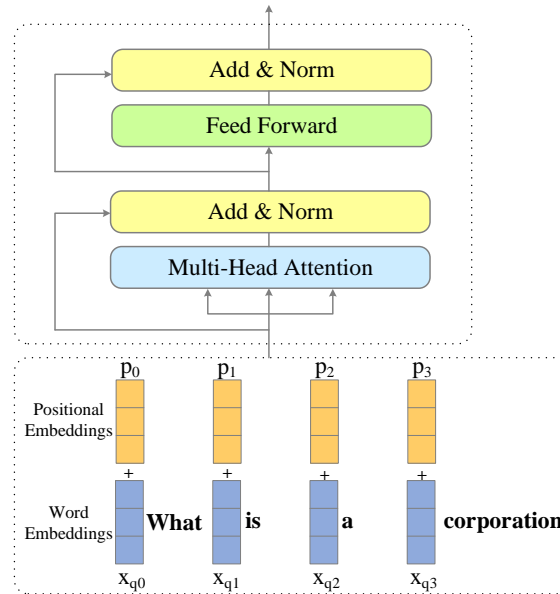 Add & Norm
Feed Forward
Add & Norm
Multi-Head Attention
p0 p1 p2 p3
Positional
Embeddings
+ + + +
Word
Embeddings
What is a corporation
xq0 xq1 xq2 xq3